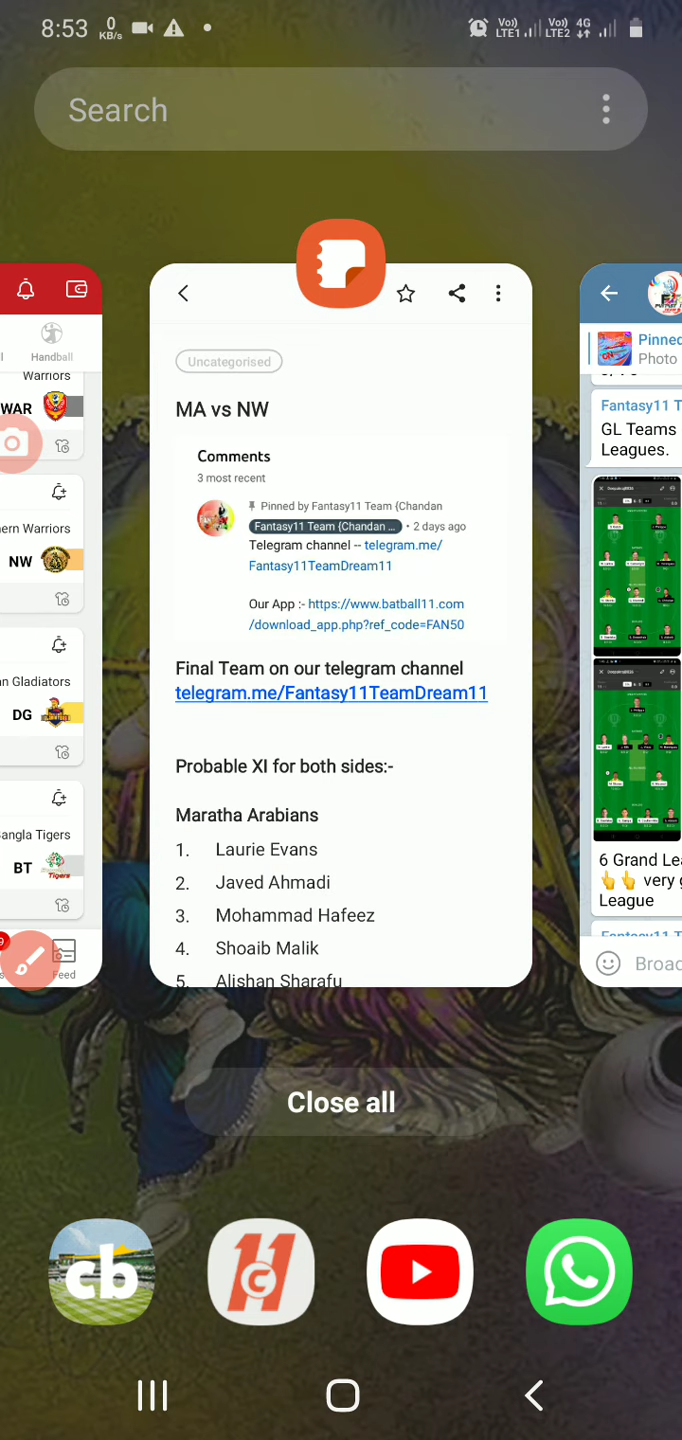 8:53
0
KB/s
Vo))
LTE1
Vo))
LTE2
4G
Search
Handball
Warriors
WAR
ern Warriors
NW
n Gladiators
DG
angla Tigers
BT
Tigers
9
Feed
Uncategorised
MA vs NW
Comments
3 most recent
Pinned by Fantasy11 Team {Chandan
Fantasy11 Team {Chandan ... • 2 days ago
Telegram channel -- telegram.me/
Fantasy11TeamDream11
Our App :- https://www.batball11.com
/download_app.php?ref_code=FAN50
Final Team on our telegram channel
telegram.me/Fantasy11TeamDream11
Probable XI for both sides:-
Maratha Arabians
1. Laurie Evans
2. Javed Ahmadi
3. Mohammad Hafeez
4. Shoaib Malik
5. Alishan Sharafu
Pinned
Photo
Fantasy11 T
GL Teams
Leagues.
6 Grand Le
👆👆 very g
League
Fantasy11 T
Broad
Close all
cb
11
C